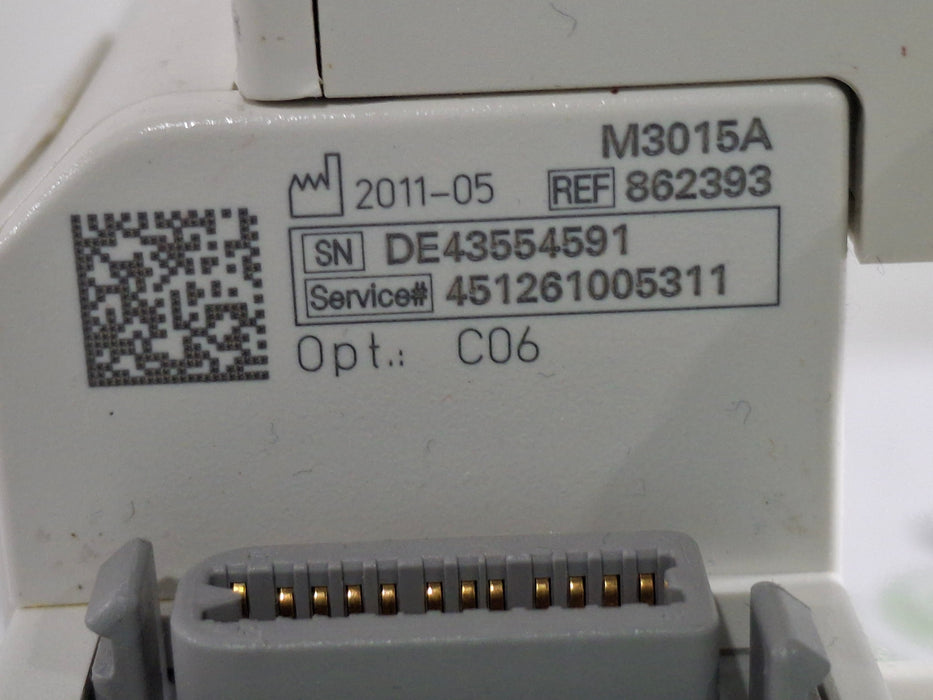 M3015A
2011-05 REF 862393
SN DE43554591
Service# 451261005311
Opt.: C06